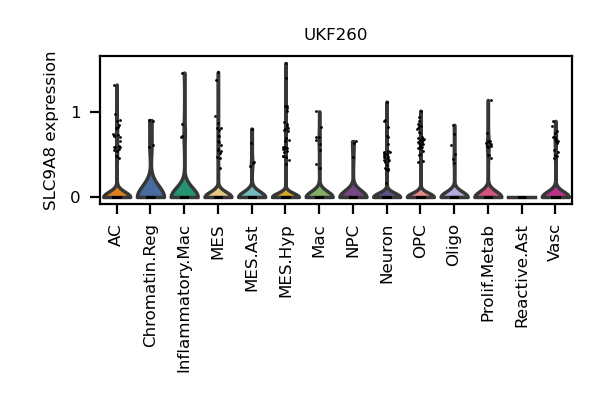 UKF260
SLC9A8 expression
1
0
AC
Chromatin.Reg
Inflammatory.Mac
MES
MES.Ast
MES.Hyp
Mac
NPC
Neuron
OPC
Oligo
Prolif.Metab
Reactive.Ast
Vasc